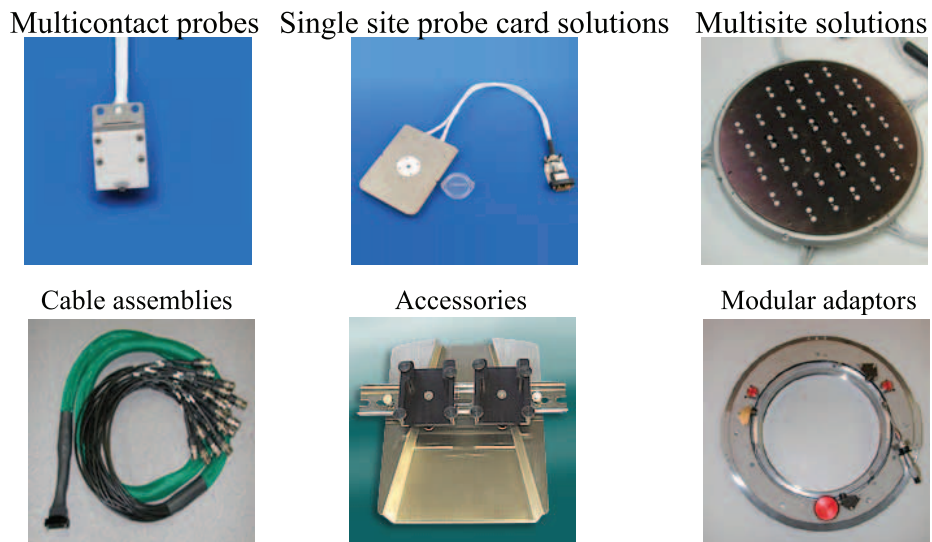 Multicontact probes
Single site probe card solutions
Multisite solutions
Cable assemblies
Accessories
Modular adaptors